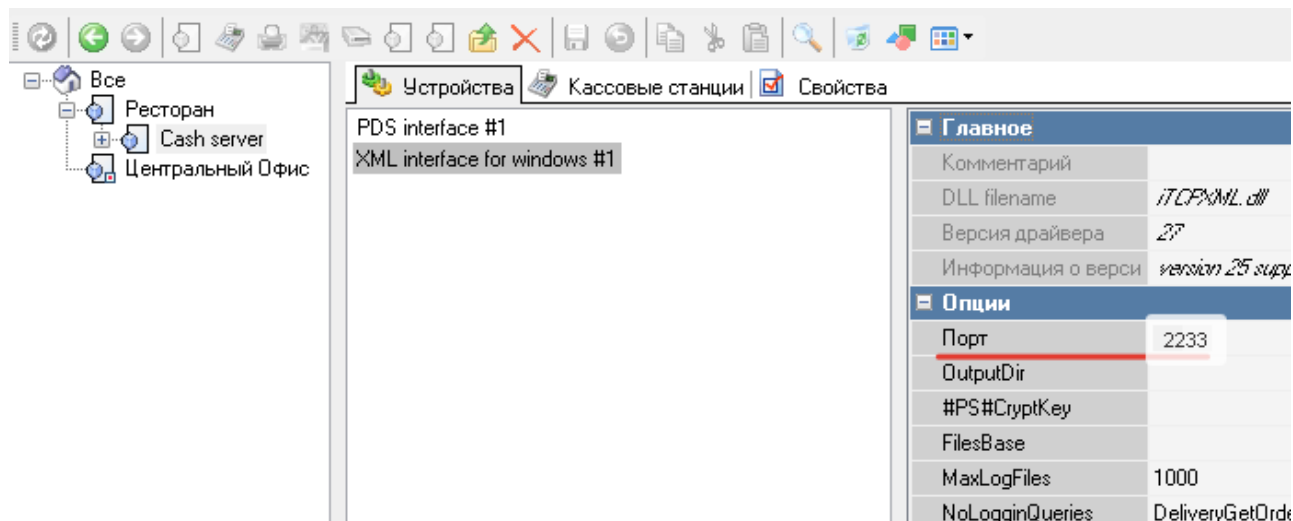 Все
Ресторан
Cash server
Центральный Офис
Устройства
Кассовые станции
Свойства
PDS interface #1
XML interface for windows #1
Главное
Комментарий
DLL filename iTCPXML.dll
Версия драйвера 27
Информация о верси version 25 supp
Опции
Порт 2233
OutputDir
#PS#CryptKey
FilesBase
MaxLogFiles 1000
NoLogginQueries DeliveryGetOrde